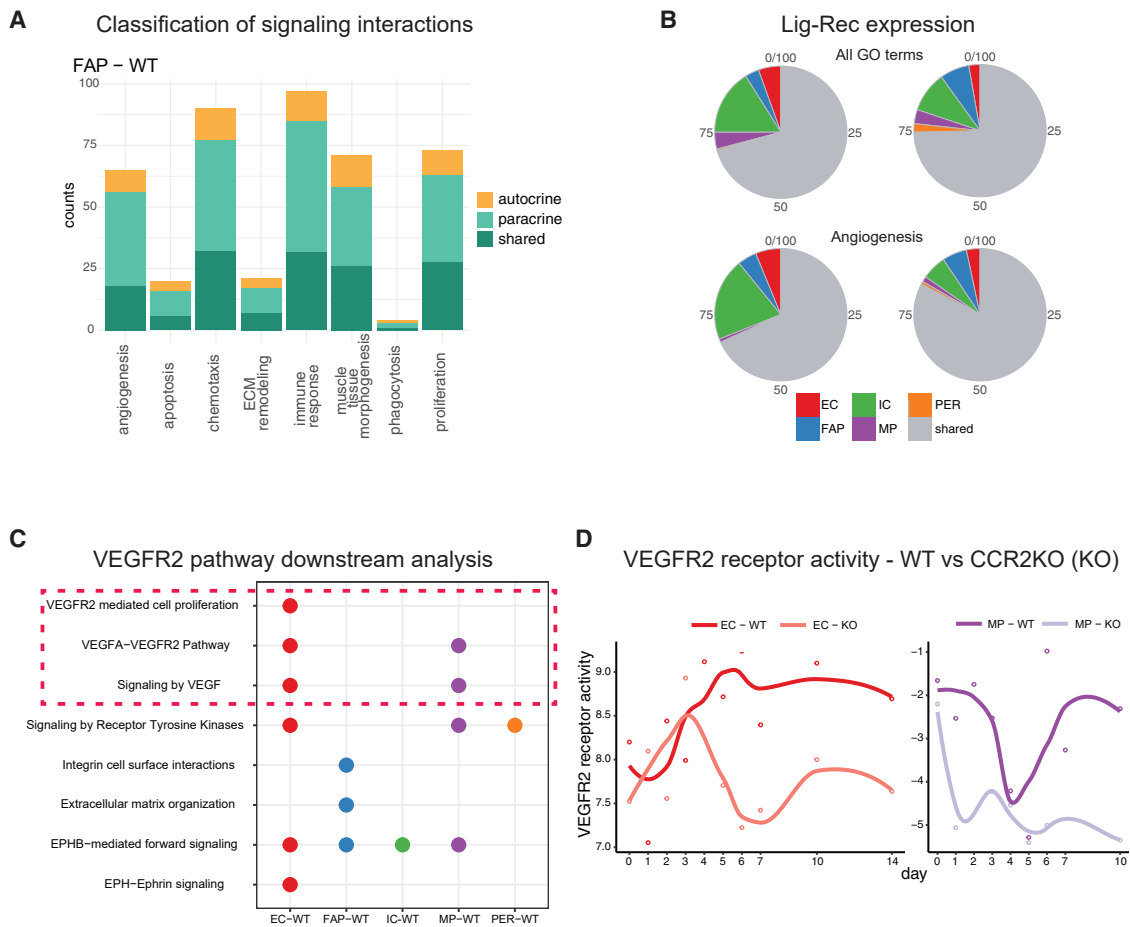 A
Classification of signaling interactions
FAP − WT
100
75
50
25
0
counts
angiogenesis
apoptosis
chemotaxis
ECM
remodeling
immune
response
muscle
tissue
morphogenesis
phagocytosis
proliferation
autocrine
paracrine
shared
B
Lig-Rec expression
All GO terms
0/100
25
50
75
0/100
25
50
75
Angiogenesis
0/100
25
50
75
0/100
25
50
75
EC
IC
PER
FAP
MP
shared
C
VEGFR2 pathway downstream analysis
VEGFR2 mediated cell proliferation
VEGFA−VEGFR2 Pathway
Signaling by VEGF
Signaling by Receptor Tyrosine Kinases
Integrin cell surface interactions
Extracellular matrix organization
EPHB−mediated forward signaling
EPH−Ephrin signaling
EC−WT FAP−WT IC-WT MP−WT PER−WT
D
VEGFR2 receptor activity - WT vs CCR2KO (KO)
EC − WT EC − KO
MP − WT MP − KO
VEGFR2 receptor activity
9.0
8.5
8.0
7.5
7.0
0 1 2 3 4 5 6 7 10 14
−1
−2
−3
−4
−5
0 1 2 3 4 5 6 7 10
day